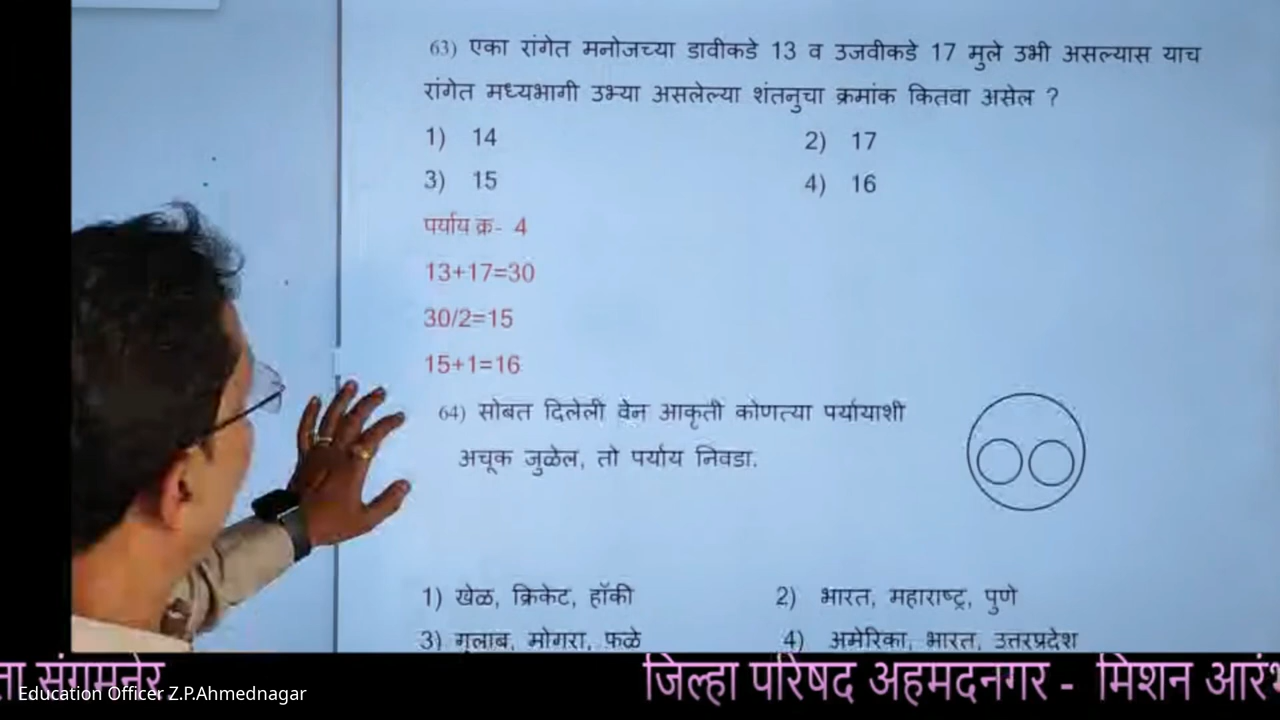 63) एका रांगेत मनोजच्या डावीकडे 13 व उजवीकडे 17 मुले उभी असल्यास याच
रांगेत मध्यभागी उभ्या असलेल्या शंतनुचा क्रमांक कितवा असेल ?
1) 14 2) 17
3) 15 4) 16
पर्याय क्र- 4
13+17=30
30/2=15
15+1=16
64) सोबत दिलेली वेन आकृती कोणत्या पर्यायाशी
अचूक जुळेल, तो पर्याय निवडा.
1) खेळ, क्रिकेट, हॉकी 2) भारत, महाराष्ट्र, पुणे
3) गुलाब, मोगरा, फळे 4) अमेरिका, भारत, उत्तरप्रदेश
संगमनेर जिल्हा परिषद अहमदनगर - मिशन
Education Officer Z.P.Ahmednagar